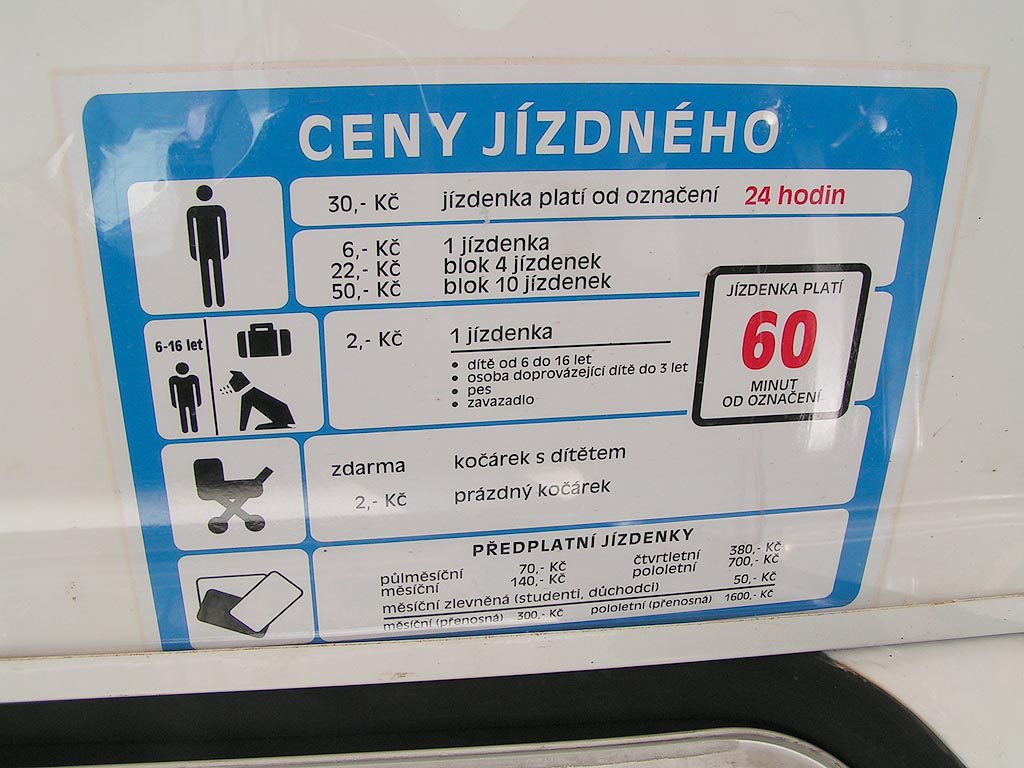 CENY JÍZDNÉHO
30,- Kč jízdenka platí od označení 24 hodin
6,- Kč 1 jízdenka
22,- Kč blok 4 jízdenek
50,- Kč blok 10 jízdenek
JÍZDENKA PLATÍ
60
MINUT
OD OZNAČENÍ
6-16 let
2,- Kč 1 jízdenka
• dítě od 6 do 16 let
• osoba doprovázející dítě do 3 let
• pes
• zavazadlo
zdarma kočárek s dítětem
2,- Kč prázdný kočárek
PŘEDPLATNÍ JÍZDENKY
půlměsíční 70,- Kč čtvrtletní 380,- Kč
měsíční 140,- Kč pololetní 700,- Kč
měsíční zlevněná (studenti, důchodci) 50,- Kč
měsíční (přenosná) 300,- Kč pololetní (přenosná) 1600,- Kč